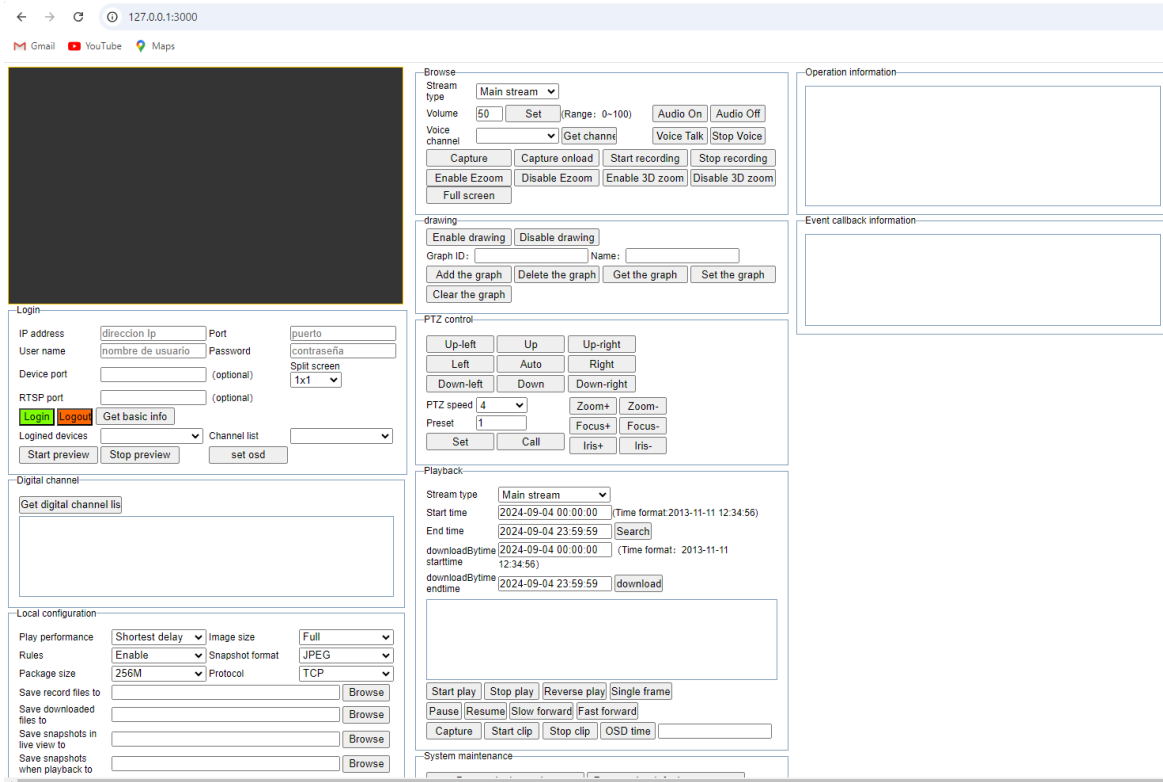 127.0.0.1:3000
Gmail YouTube Maps
Login
IP address direccion Ip Port puerto
User name nombre de usuario Password contraseña
Device port (optional) Split screen
1x1
RTSP port (optional)
Login Logout Get basic info
Logined devices Channel list
Start preview Stop preview set osd
Digital channel
Get digital channel lis
Local configuration
Play performance Shortest delay Image size Full
Rules Enable Snapshot format JPEG
Package size 256M Protocol TCP
Save record files to Browse
Save downloaded
files to Browse
Save snapshots in
live view to Browse
Save snapshots
when playback to Browse
Browse
Stream
type Main stream
Volume 50 Set (Range: 0~100) Audio On Audio Off
Voice
channel Get channe Voice Talk Stop Voice
Capture Capture onload Start recording Stop recording
Enable Ezoom Disable Ezoom Enable 3D zoom Disable 3D zoom
Full screen
drawing
Enable drawing Disable drawing
Graph ID: Name:
Add the graph Delete the graph Get the graph Set the graph
Clear the graph
PTZ control
Up-left Up Up-right
Left Auto Right
Down-left Down Down-right
PTZ speed 4 Zoom+ Zoom-
Preset 1 Focus+ Focus-
Set Call Iris+ Iris-
Playback
Stream type Main stream
Start time 2024-09-04 00:00:00 (Time format:2013-11-11 12:34:56)
End time 2024-09-04 23:59:59 Search
downloadBytime
starttime 2024-09-04 00:00:00 (Time format: 2013-11-11
12:34:56)
downloadBytime
endtime 2024-09-04 23:59:59 download
Start play Stop play Reverse play Single frame
Pause Resume Slow forward Fast forward
Capture Start clip Stop clip OSD time
System maintenance
Operation information
Event callback information